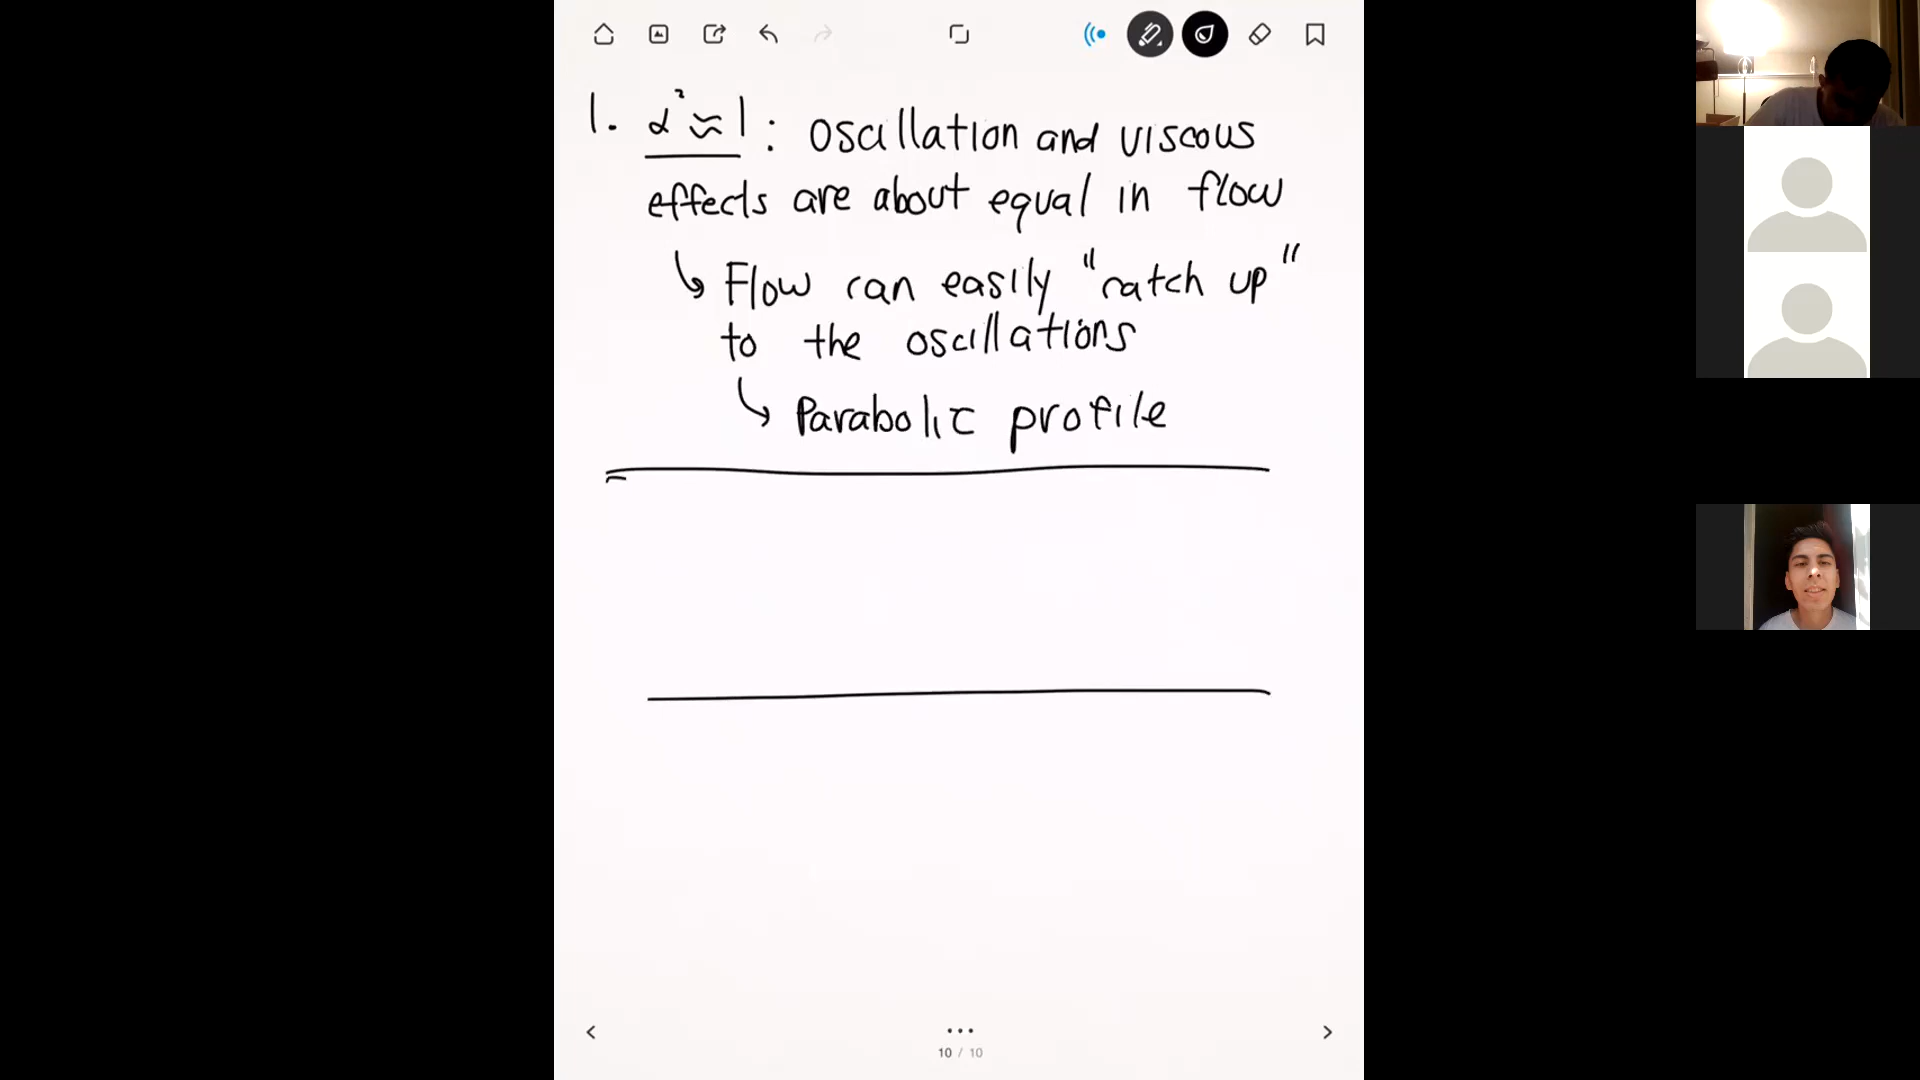 1. α² ≈ 1 : Oscillation and viscous
effects are about equal in flow
↳ Flow can easily "catch up"
to the oscillations
↳ Parabolic profile
10 / 10